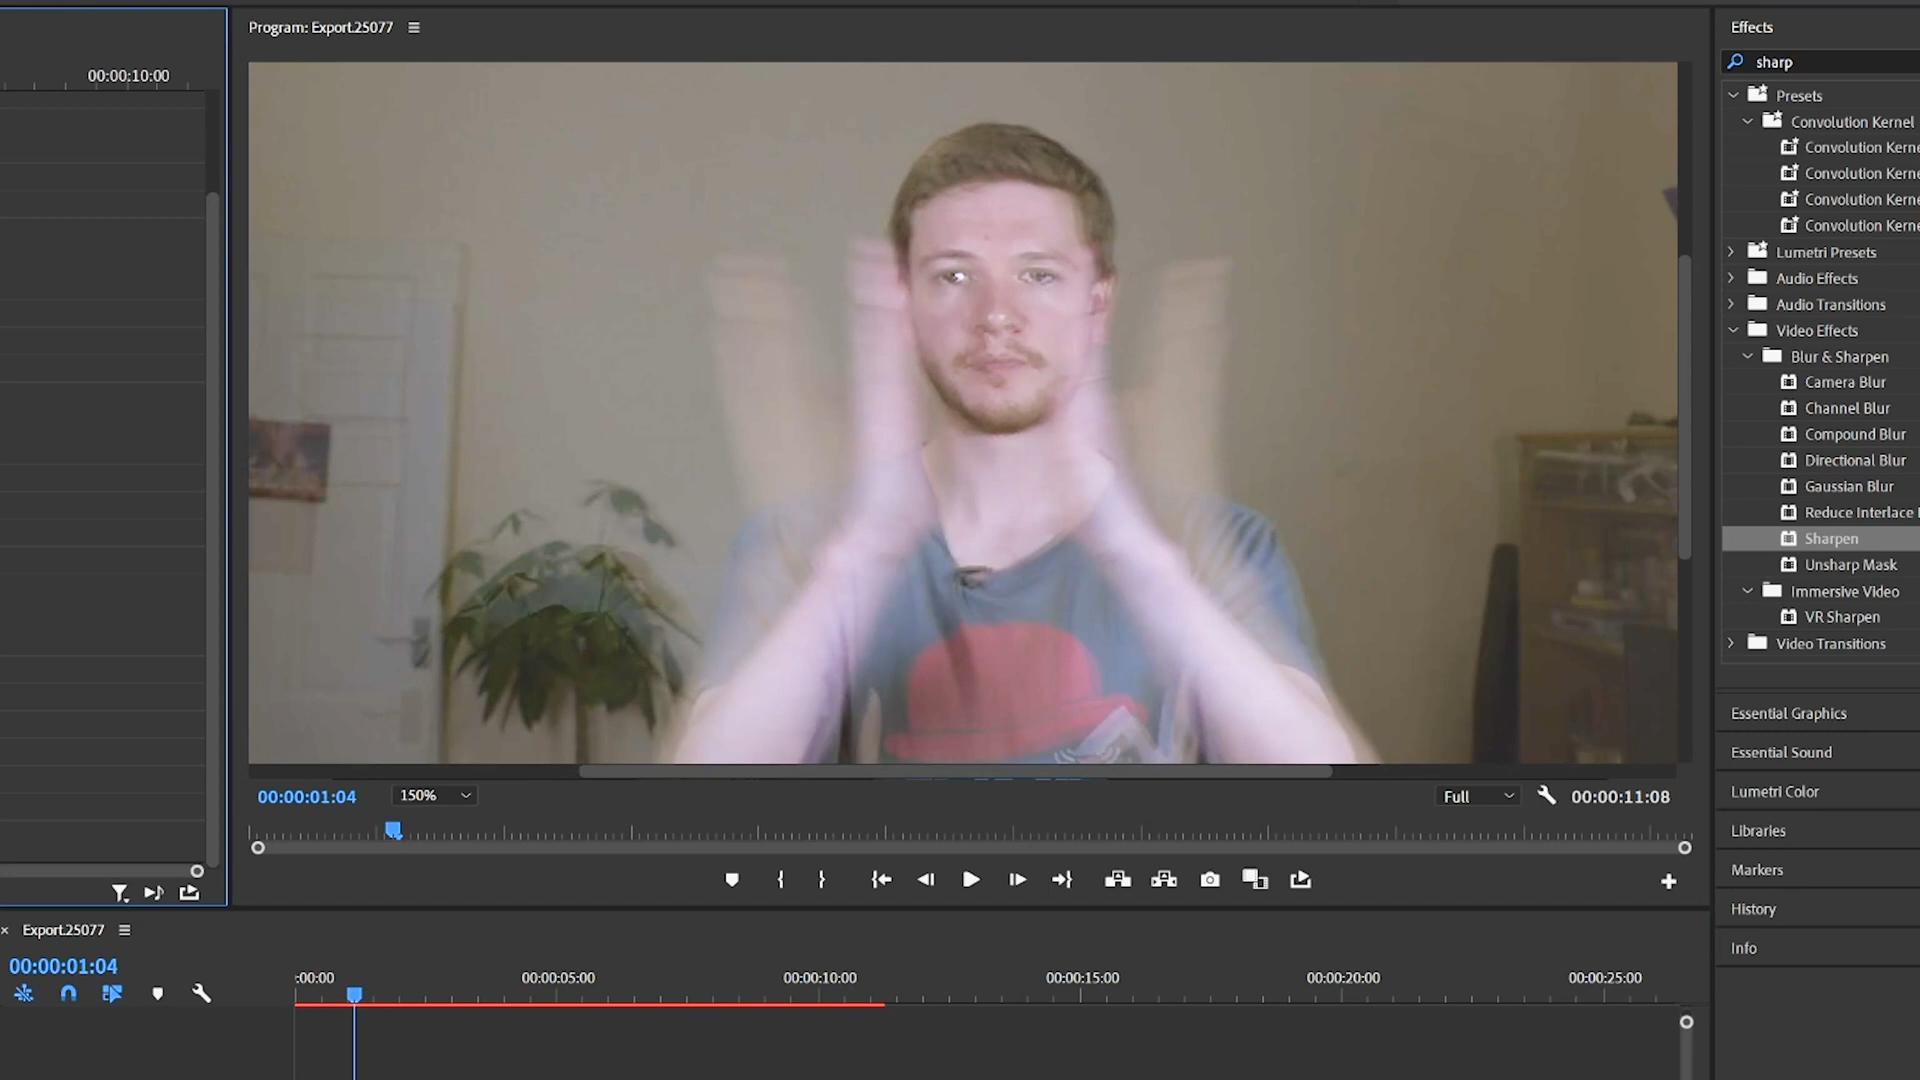 00:00:10:00
Program: Export.25077
00:00:01:04
150%
Full
00:00:11:08
Effects
sharp
Presets
Convolution Kernel
Convolution Kerne
Convolution Kerne
Convolution Kerne
Convolution Kerne
Lumetri Presets
Audio Effects
Audio Transitions
Video Effects
Blur & Sharpen
Camera Blur
Channel Blur
Compound Blur
Directional Blur
Gaussian Blur
Reduce Interlace
Sharpen
Unsharp Mask
Immersive Video
VR Sharpen
Video Transitions
Essential Graphics
Essential Sound
Lumetri Color
Libraries
Markers
History
Info
× Export.25077
00:00:01:04
:00:00
00:00:05:00
00:00:10:00
00:00:15:00
00:00:20:00
00:00:25:00